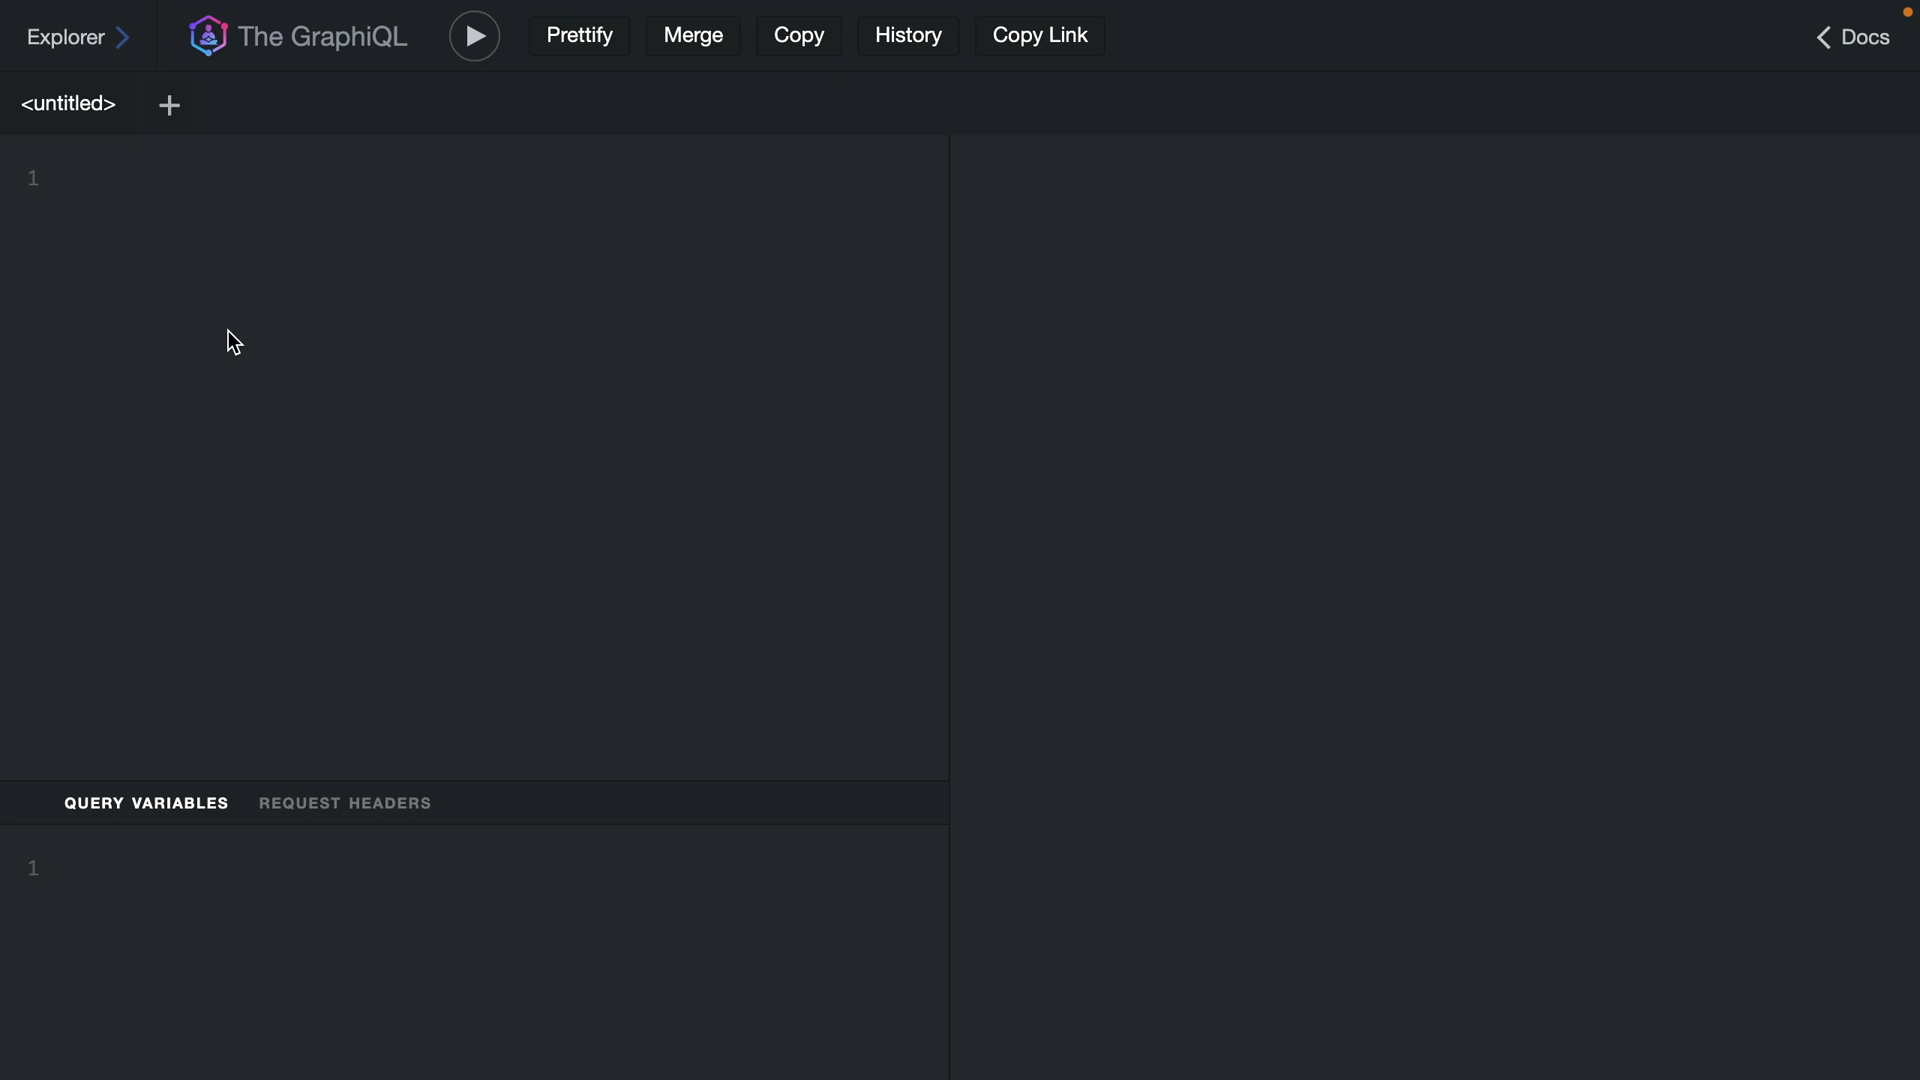 Explorer
The GraphiQL
Prettify
Merge
Copy
History
Copy Link
Docs
<untitled>
+
1
QUERY VARIABLES
REQUEST HEADERS
1